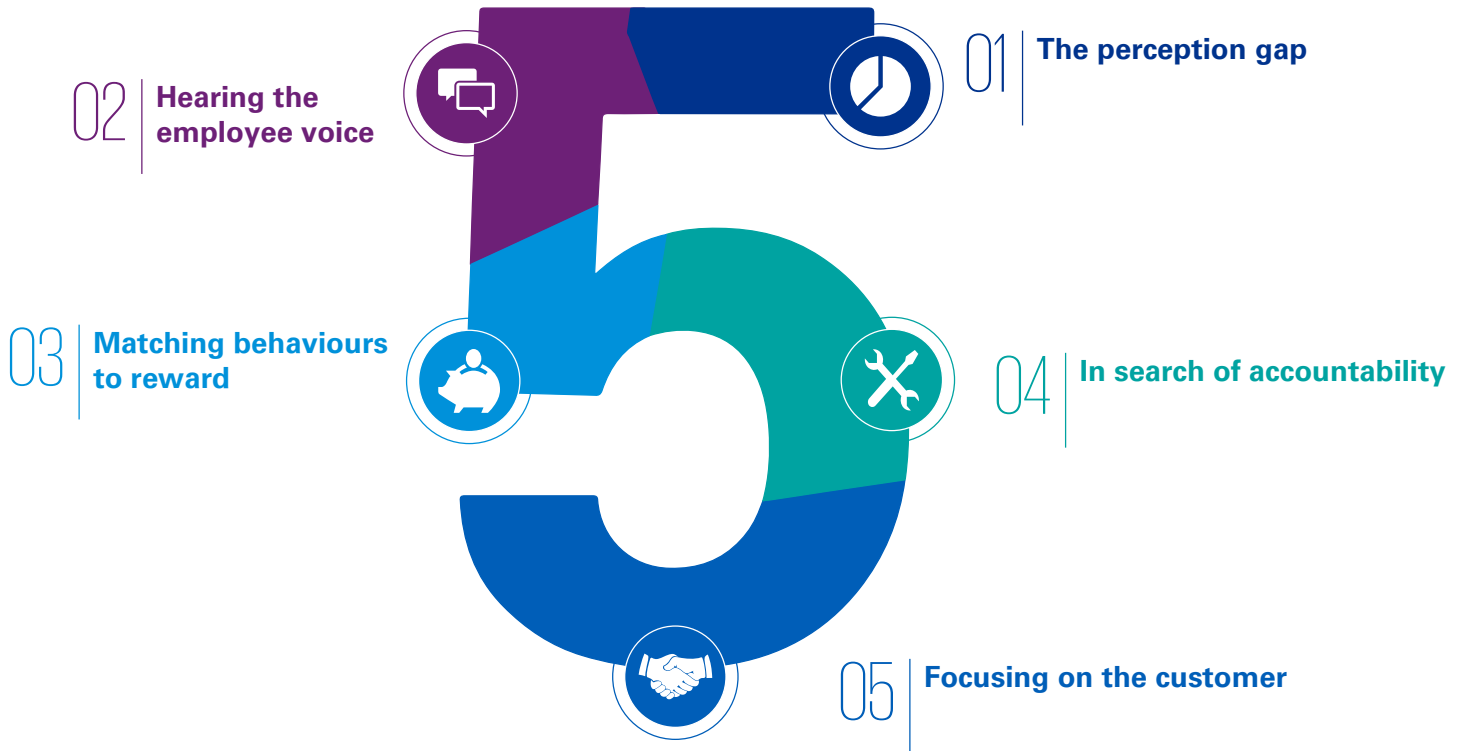 01
The perception gap
02
Hearing the
employee voice
03
Matching behaviours
to reward
04
In search of accountability
05
Focusing on the customer
5